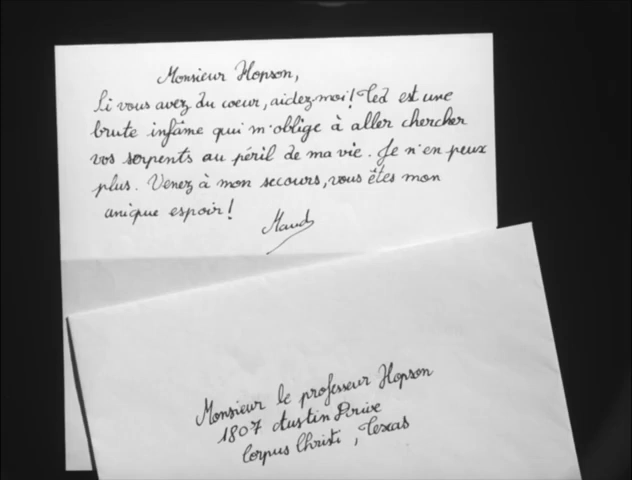 Monsieur Hopson,
Si vous avez du coeur, aidez-moi! Ted est une
brute infâme qui m'oblige à aller chercher
vos serpents au péril de ma vie. Je n'en peux
plus. Venez à mon secours, vous êtes mon
unique espoir!
Maud
Monsieur le professeur Hopson
1807 Austin Drive
Corpus Christi, Texas